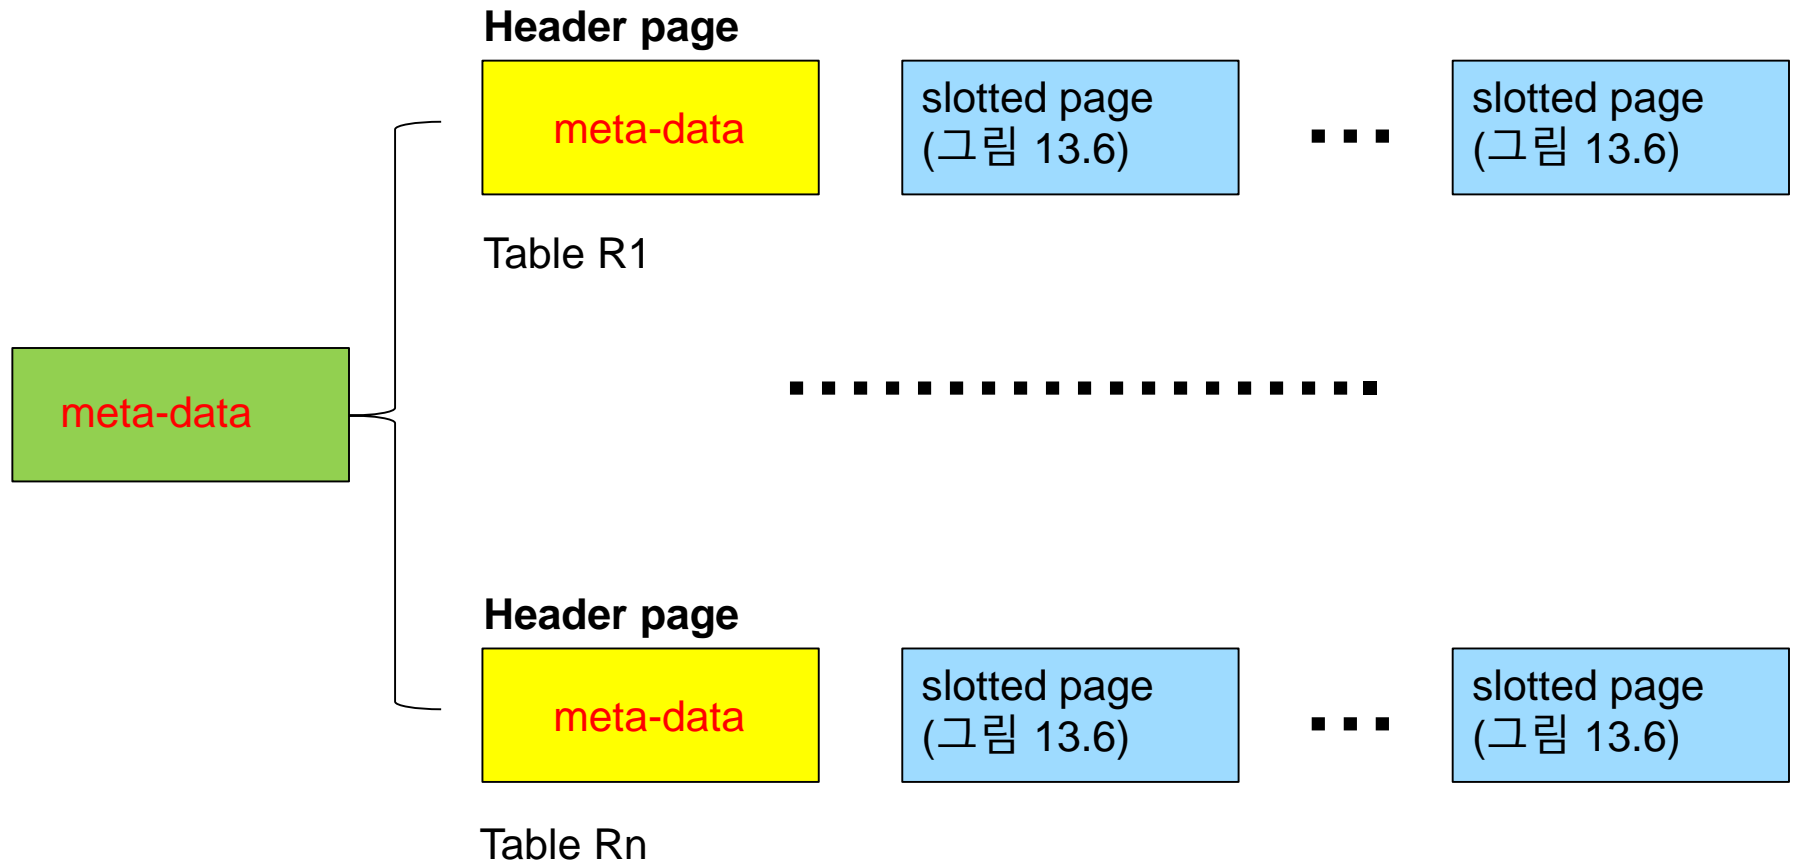 Header page
meta-data
slotted page
(그림 13.6)
slotted page
(그림 13.6)
Table R1
meta-data
Header page
meta-data
slotted page
(그림 13.6)
slotted page
(그림 13.6)
Table Rn